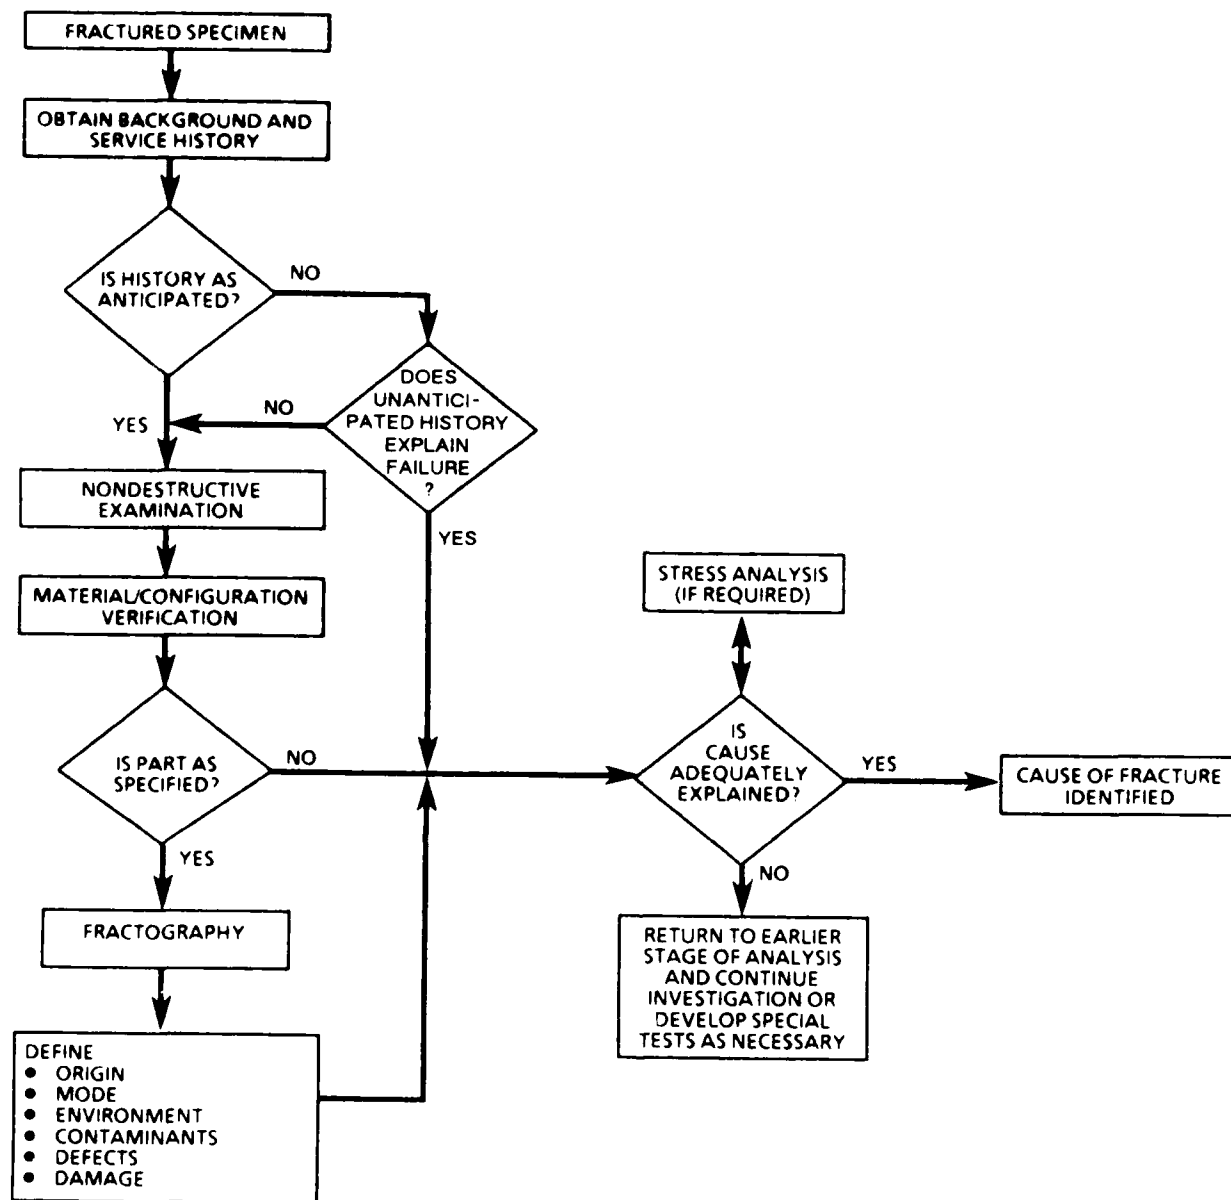 FRACTURED SPECIMEN
OBTAIN BACKGROUND AND
SERVICE HISTORY
IS HISTORY AS
ANTICIPATED?
NO
DOES
UNANTICI-
PATED HISTORY
EXPLAIN
FAILURE
?
NO
YES
YES
NONDESTRUCTIVE
EXAMINATION
MATERIAL/CONFIGURATION
VERIFICATION
IS PART AS
SPECIFIED?
NO
YES
FRACTOGRAPHY
DEFINE
● ORIGIN
● MODE
● ENVIRONMENT
● CONTAMINANTS
● DEFECTS
● DAMAGE
STRESS ANALYSIS
(IF REQUIRED)
IS
CAUSE
ADEQUATELY
EXPLAINED?
YES
CAUSE OF FRACTURE
IDENTIFIED
NO
RETURN TO EARLIER
STAGE OF ANALYSIS
AND CONTINUE
INVESTIGATION OR
DEVELOP SPECIAL
TESTS AS NECESSARY